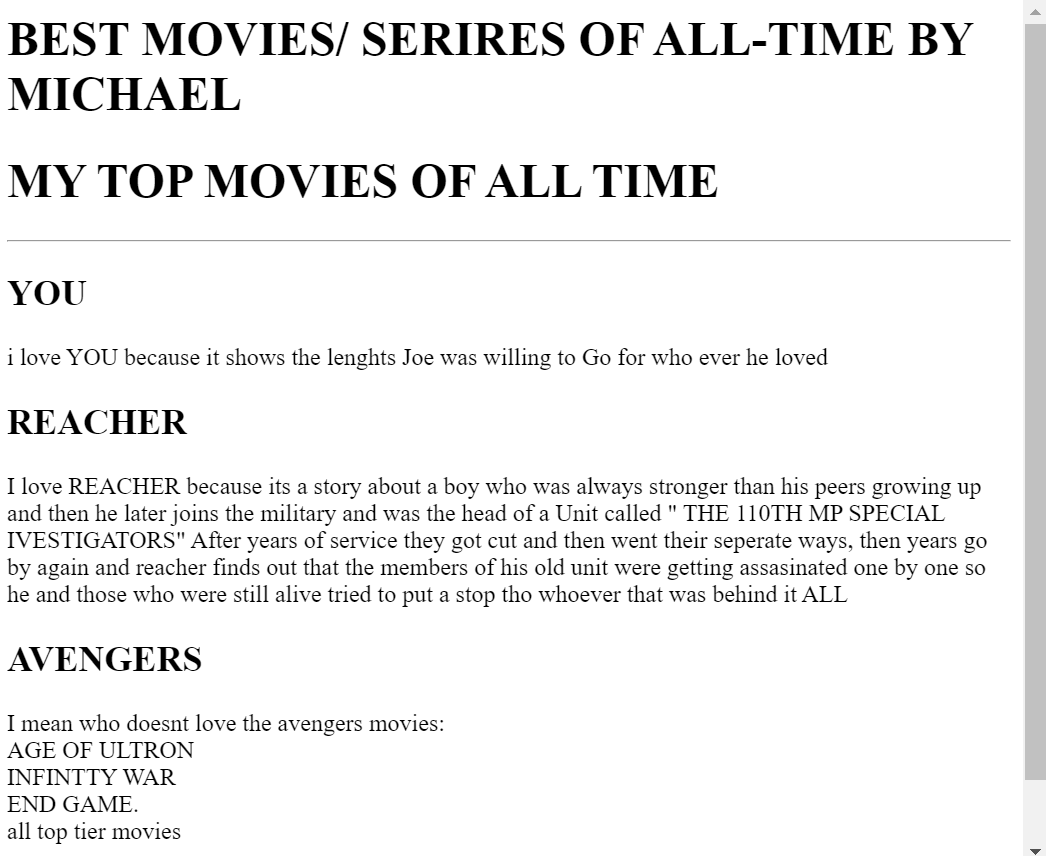 BEST MOVIES/ SERIRES OF ALL-TIME BY
MICHAEL
MY TOP MOVIES OF ALL TIME
YOU
i love YOU because it shows the lenghts Joe was willing to Go for who ever he loved
REACHER
I love REACHER because its a story about a boy who was always stronger than his peers growing up
and then he later joins the military and was the head of a Unit called " THE 110TH MP SPECIAL
IVESTIGATORS" After years of service they got cut and then went their seperate ways, then years go
by again and reacher finds out that the members of his old unit were getting assasinated one by one so
he and those who were still alive tried to put a stop tho whoever that was behind it ALL
AVENGERS
I mean who doesnt love the avengers movies:
AGE OF ULTRON
INFINTTY WAR
END GAME.
all top tier movies